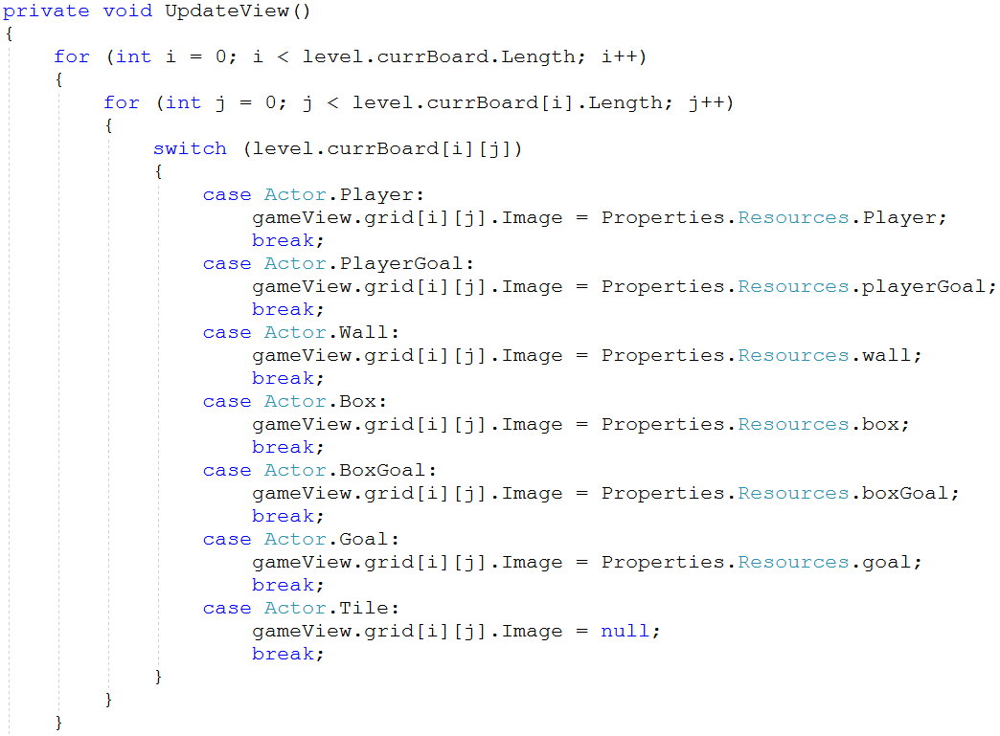 private void UpdateView()
{
    for (int i = 0; i < level.currBoard.Length; i++)
    {
        for (int j = 0; j < level.currBoard[i].Length; j++)
        {
            switch (level.currBoard[i][j])
            {
                case Actor.Player:
                    gameView.grid[i][j].Image = Properties.Resources.Player;
                    break;
                case Actor.PlayerGoal:
                    gameView.grid[i][j].Image = Properties.Resources.playerGoal;
                    break;
                case Actor.Wall:
                    gameView.grid[i][j].Image = Properties.Resources.wall;
                    break;
                case Actor.Box:
                    gameView.grid[i][j].Image = Properties.Resources.box;
                    break;
                case Actor.BoxGoal:
                    gameView.grid[i][j].Image = Properties.Resources.boxGoal;
                    break;
                case Actor.Goal:
                    gameView.grid[i][j].Image = Properties.Resources.goal;
                    break;
                case Actor.Tile:
                    gameView.grid[i][j].Image = null;
                    break;
            }
        }
    }